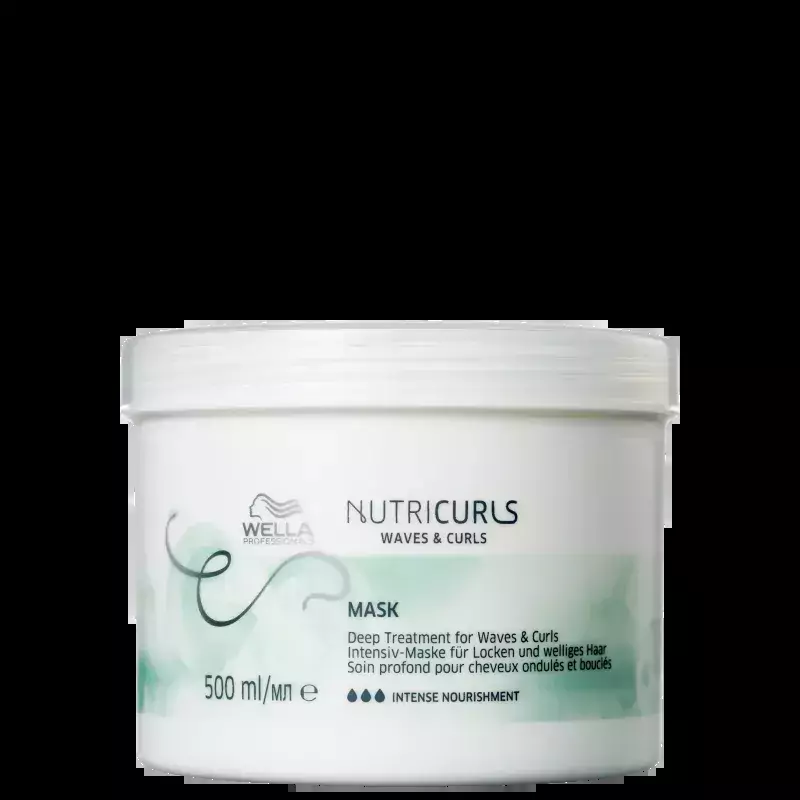 WELLA
PROFESSIONALS
NUTRICURLS
WAVES & CURLS
MASK
Deep Treatment for Waves & Curls
Intensiv-Maske für Locken und welliges Haar
Soin profond pour cheveux ondulés et bouclés
500 ml/мл ℮
INTENSE NOURISHMENT